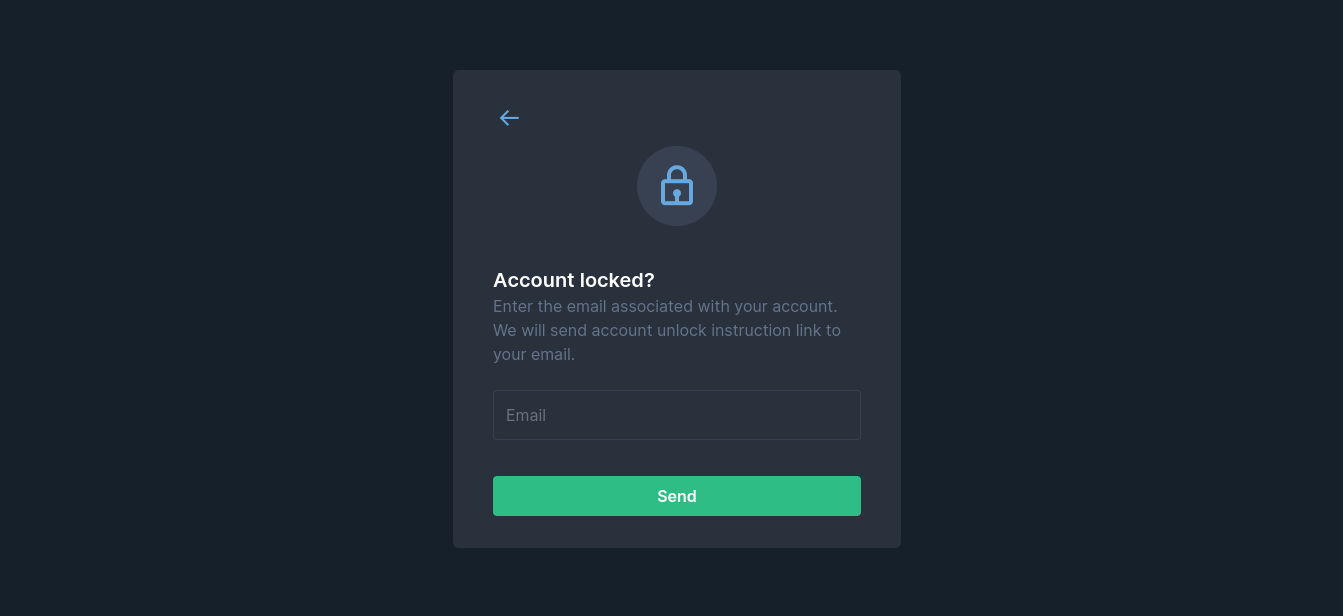 Account locked?
Enter the email associated with your account.
We will send account unlock instruction link to
your email.
Email
Send